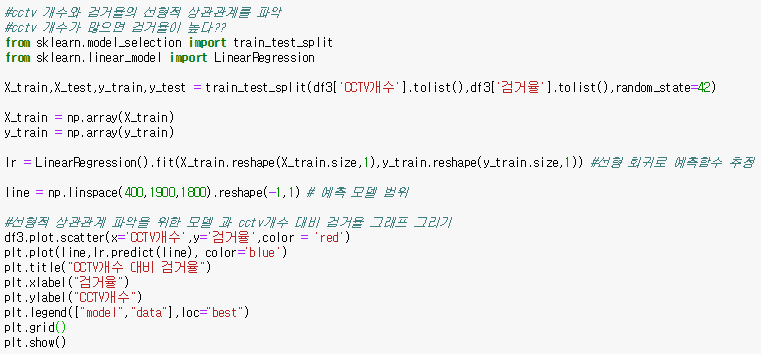 #cctv 개수와 검거율의 선형적 상관관계를 파악
#cctv 개수가 많으면 검거율이 높다??
from sklearn.model_selection import train_test_split
from sklearn.linear_model import LinearRegression
X_train,X_test,y_train,y_test = train_test_split(df3['CCTV개수'].tolist(),df3['검거율'].tolist(),random_state=42)
X_train = np.array(X_train)
y_train = np.array(y_train)
lr = LinearRegression().fit(X_train.reshape(X_train.size,1),y_train.reshape(y_train.size,1)) #선형 회귀로 예측함수 추정
line = np.linspace(400,1900,1800).reshape(-1,1) # 예측 모델 범위
#선형적 상관관계 파악을 위한 모델 과 cctv개수 대비 검거율 그래프 그리기
df3.plot.scatter(x='CCTV개수',y='검거율',color = 'red')
plt.plot(line,lr.predict(line), color='blue')
plt.title("CCTV개수 대비 검거율")
plt.xlabel("검거율")
plt.ylabel("CCTV개수")
plt.legend(["model","data"],loc="best")
plt.grid()
plt.show()